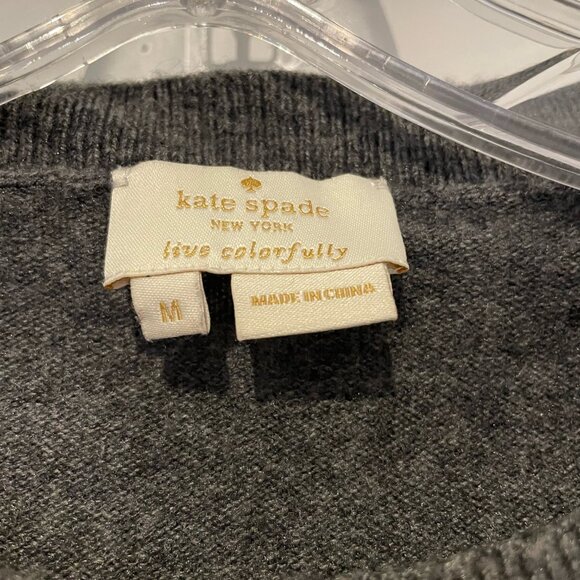 kate spade
NEW YORK
live colorfully
M
MADE IN CHINA